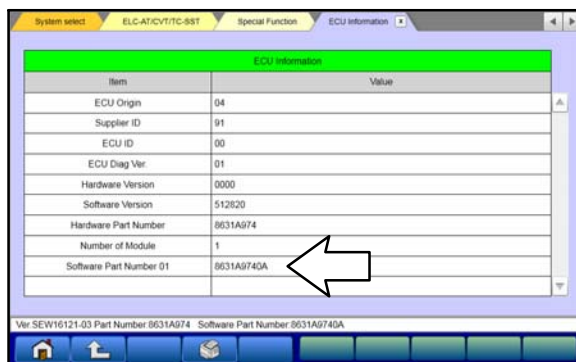 System select ELC-AT/CVT/TC-SST Special Function ECU Information x
ECU Information
Item Value
ECU Origin 04
Supplier ID 91
ECU ID 00
ECU Diag Ver. 01
Hardware Version 0000
Software Version 512820
Hardware Part Number 8631A974
Number of Module 1
Software Part Number 01 8631A9740A
Ver.SEW16121-03 Part Number:8631A974 Software Part Number:8631A9740A